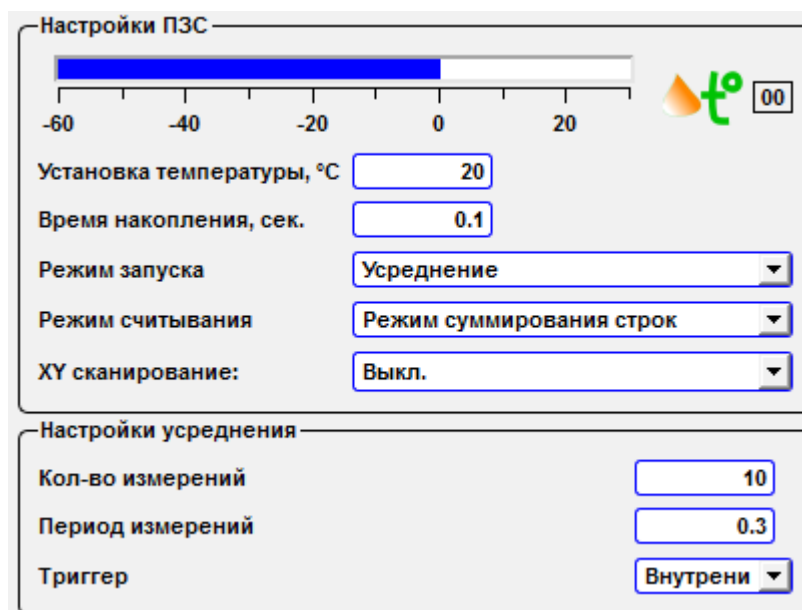 Настройки ПЗС
t° 00
-60 -40 -20 0 20
Установка температуры, °C 20
Время накопления, сек. 0.1
Режим запуска Усреднение
Режим считывания Режим суммирования строк
XY сканирование: Выкл.
Настройки усреднения
Кол-во измерений 10
Период измерений 0.3
Триггер Внутрени